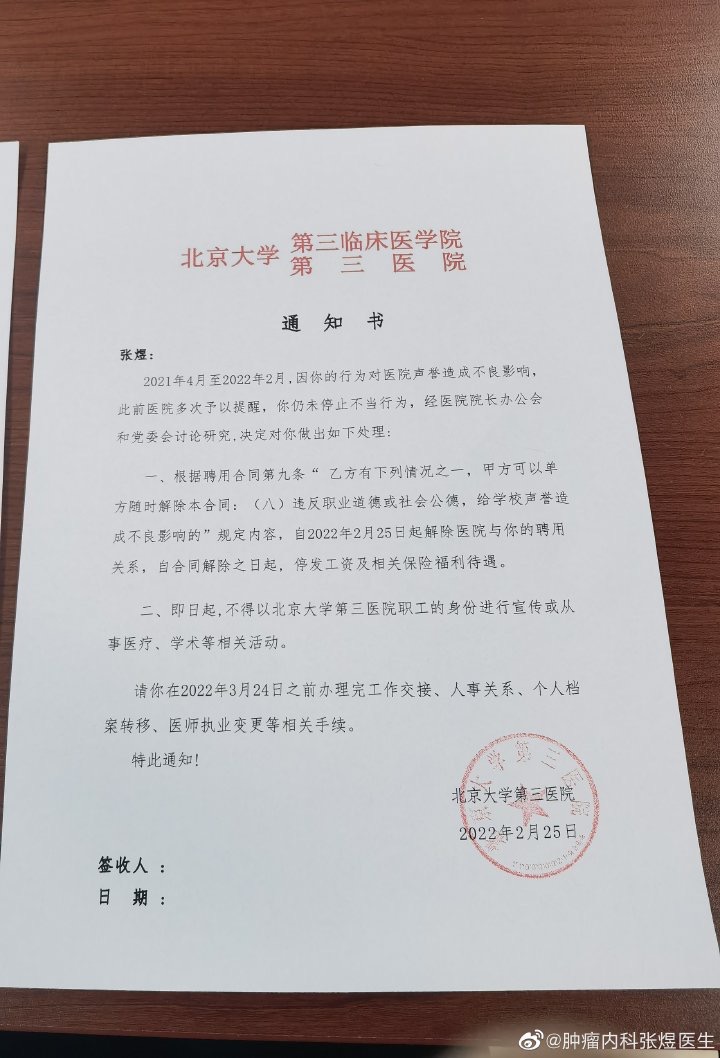 北京大学 第三临床医学院
第三医院
通知书
张煜：
2021年4月至2022年2月,因你的行为对医院声誉造成不良影响，
此前医院多次予以提醒，你仍未停止不当行为，经医院院长办公会
和党委会讨论研究,决定对你做出如下处理：
一、根据聘用合同第九条“ 乙方有下列情况之一，甲方可以单
方随时解除本合同：（八）违反职业道德或社会公德，给学校声誉造
成不良影响的”规定内容，自2022年2月25日起解除医院与你的聘用
关系，自合同解除之日起，停发工资及相关保险福利待遇。
二、即日起,不得以北京大学第三医院职工的身份进行宣传或从
事医疗、学术等相关活动。
请你在2022年3月24日之前办理完工作交接、人事关系、个人档
案转移、医师执业变更等相关手续。
特此通知!
北京大学第三医院
北京大学第三医院
2022年2月25日
签收人：
日 期：
@肿瘤内科张煜医生